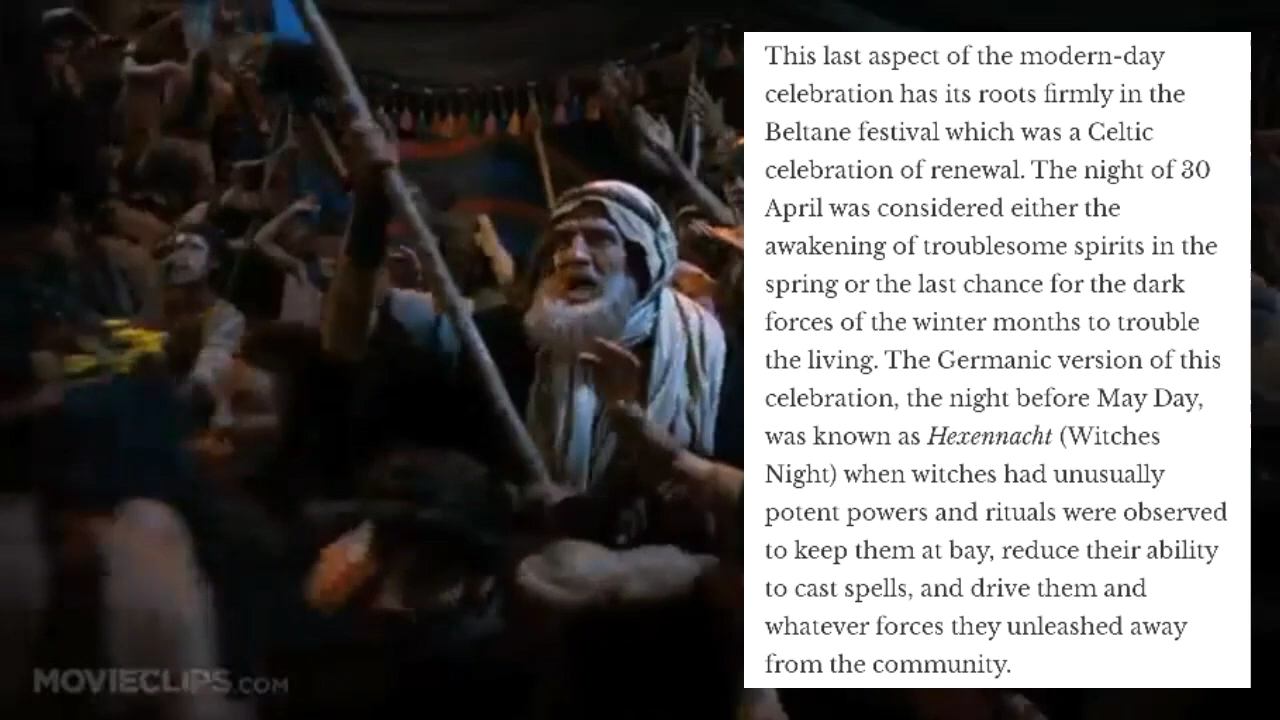 This last aspect of the modern-day
celebration has its roots firmly in the
Beltane festival which was a Celtic
celebration of renewal. The night of 30
April was considered either the
awakening of troublesome spirits in the
spring or the last chance for the dark
forces of the winter months to trouble
the living. The Germanic version of this
celebration, the night before May Day,
was known as Hexennacht (Witches
Night) when witches had unusually
potent powers and rituals were observed
to keep them at bay, reduce their ability
to cast spells, and drive them and
whatever forces they unleashed away
from the community.
MOVIECLIPS.COM